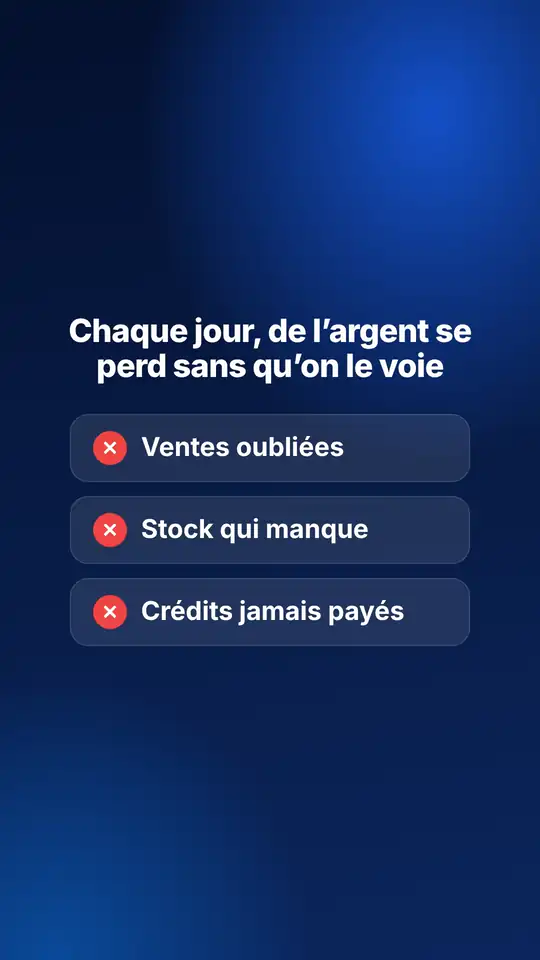 Chaque jour, de l’argent se
perd sans qu’on le voie
Ventes oubliées
Stock qui manque
Crédits jamais payés